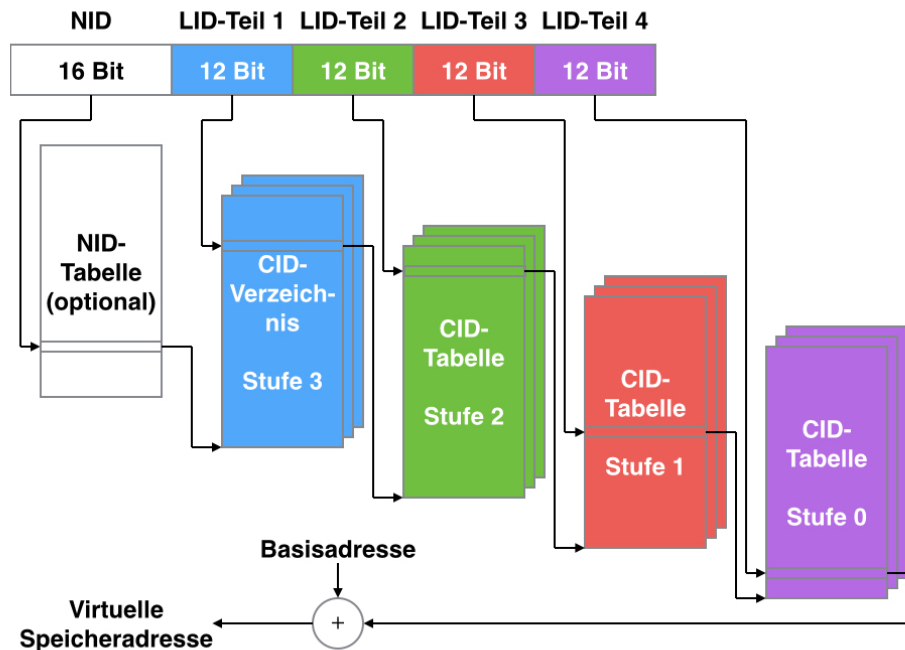 NID LID-Teil 1 LID-Teil 2 LID-Teil 3 LID-Teil 4
16 Bit 12 Bit 12 Bit 12 Bit 12 Bit
NID-
Tabelle
(optional)
CID-
Verzeich-
nis
Stufe 3
CID-
Tabelle
Stufe 2
CID-
Tabelle
Stufe 1
CID-
Tabelle
Stufe 0
Basisadresse
+
Virtuelle
Speicheradresse